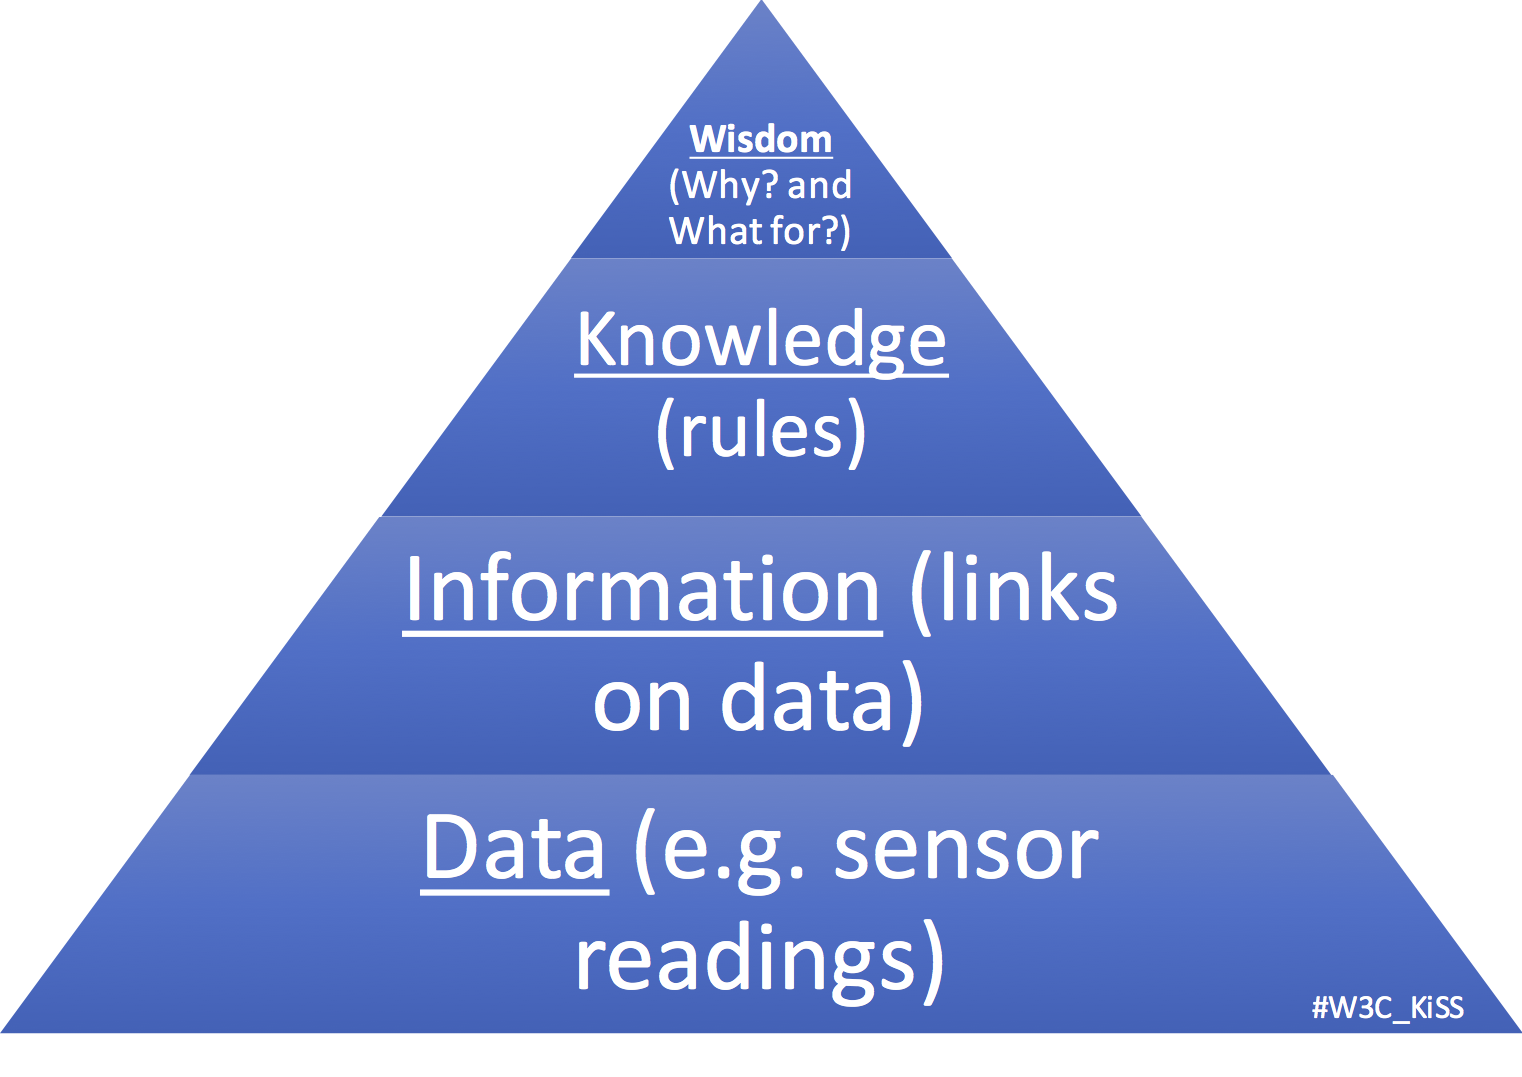 Wisdom
(Why? and
What for?)
Knowledge
(rules)
Information (links
on data)
Data (e.g. sensor
readings)
#W3C_KiSS